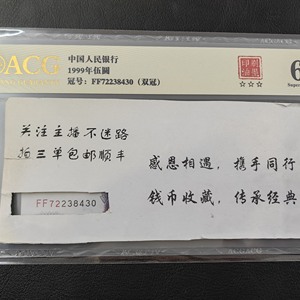 ACG
中国人民银行
1999年伍圆
冠号：FF72238430（双冠）
6
关注主播不迷路
拍三单包邮顺丰
感恩相遇，携手同行
钱币收藏，传承经典
FF72238430